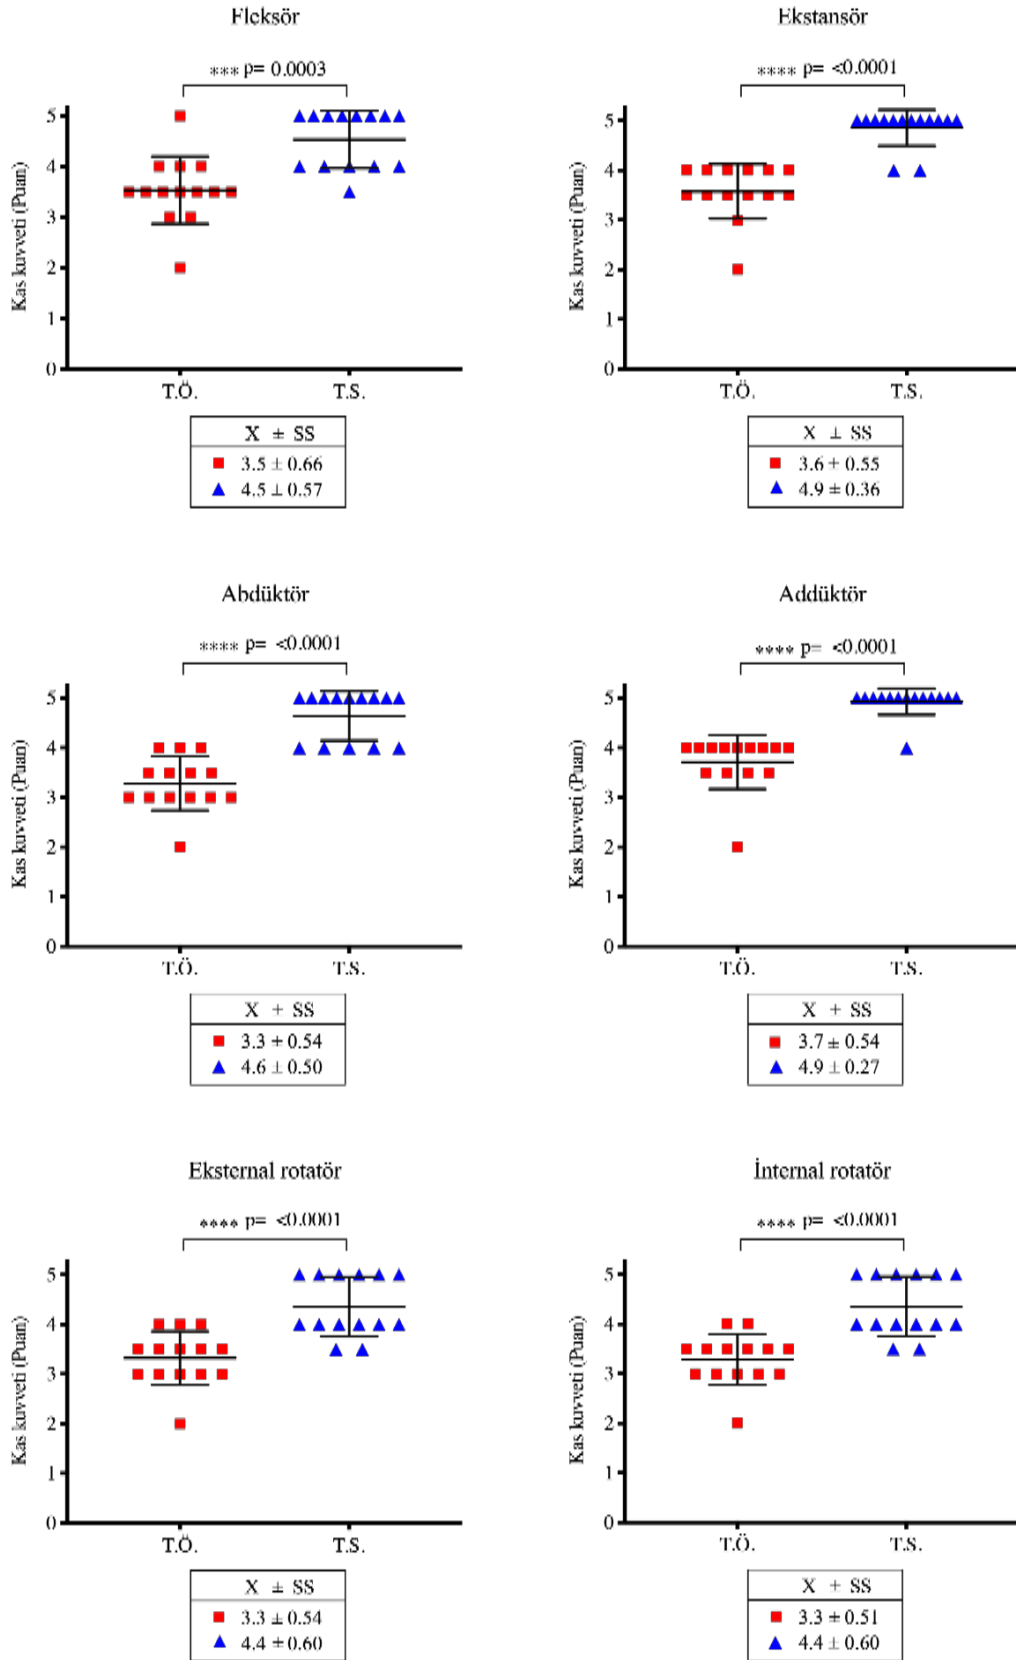 Fleksör
*** p= 0.0003
Kas kuvveti (Puan)
5
4
3
2
1
0
T.Ö. T.S.
X ± SS
3.5 ± 0.66
4.5 ± 0.57
Ekstansör
**** p= <0.0001
Kas kuvveti (Puan)
5
4
3
2
1
0
T.Ö. T.S.
X ± SS
3.6 ± 0.55
4.9 ± 0.36
Abdüktör
**** p= <0.0001
Kas kuvveti (Puan)
5
4
3
2
1
0
T.Ö. T.S.
X ± SS
3.3 ± 0.54
4.6 ± 0.50
Addüktör
**** p= <0.0001
Kas kuvveti (Puan)
5
4
3
2
1
0
T.Ö. T.S.
X ± SS
3.7 ± 0.54
4.9 ± 0.27
Eksternal rotatör
**** p= <0.0001
Kas kuvveti (Puan)
5
4
3
2
1
0
T.Ö. T.S.
X ± SS
3.3 ± 0.54
4.4 ± 0.60
İnternal rotatör
**** p= <0.0001
Kas kuvveti (Puan)
5
4
3
2
1
0
T.Ö. T.S.
X ± SS
3.3 ± 0.51
4.4 ± 0.60